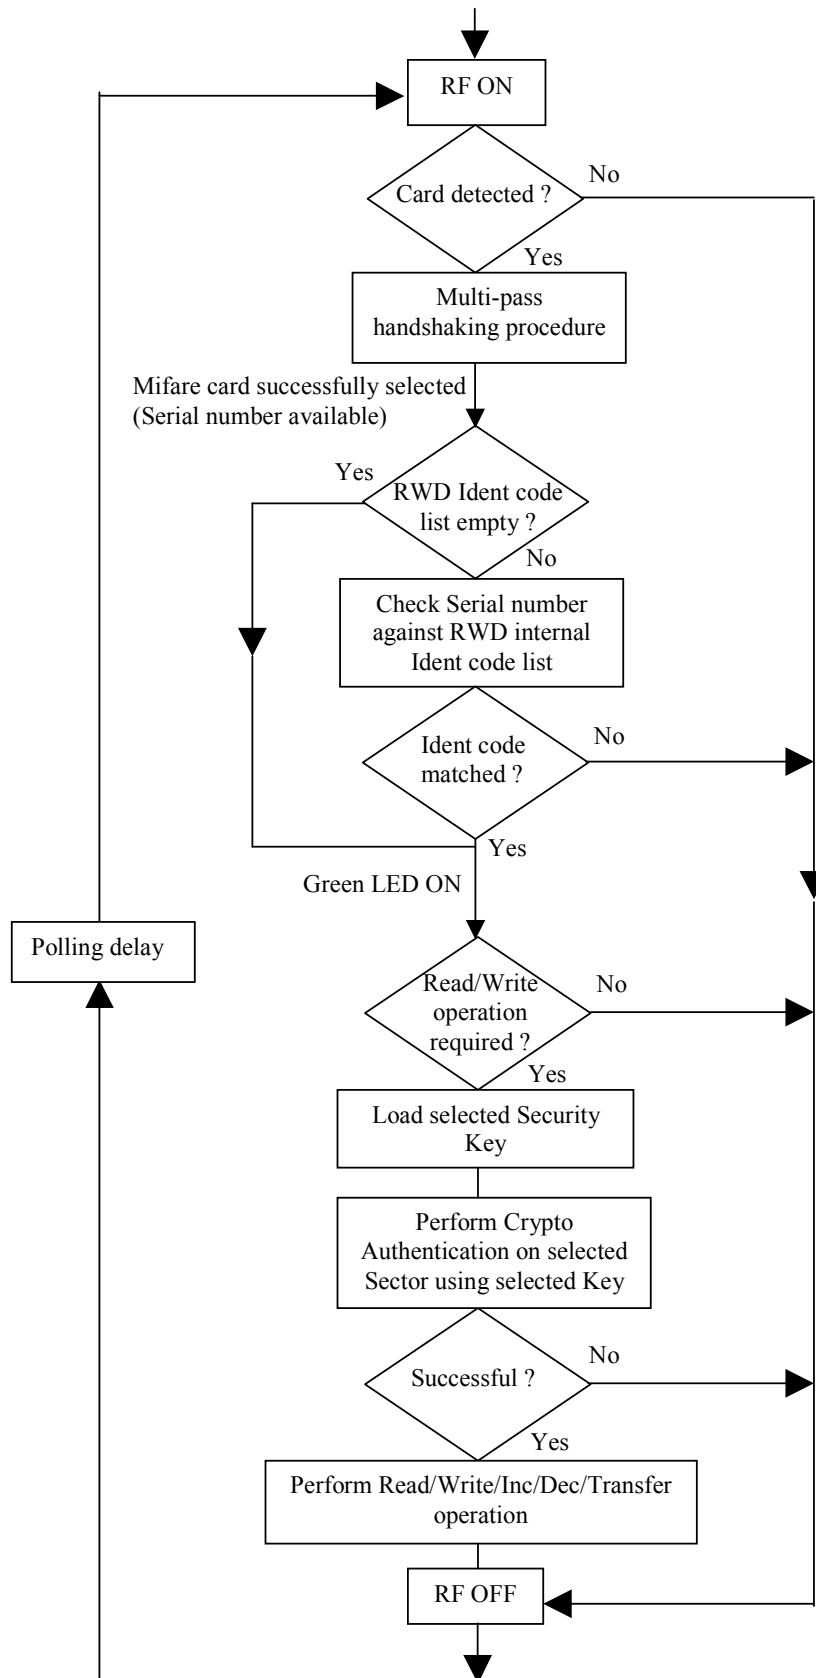 RF ON
Card detected ?
No
Yes
Multi-pass
handshaking procedure
Mifare card successfully selected
(Serial number available)
Yes
RWD Ident code
list empty ?
No
Check Serial number
against RWD internal
Ident code list
Ident code
matched ?
No
Yes
Green LED ON
Polling delay
Read/Write
operation
required ?
No
Yes
Load selected Security
Key
Perform Crypto
Authentication on selected
Sector using selected Key
Successful ?
No
Yes
Perform Read/Write/Inc/Dec/Transfer
operation
RF OFF